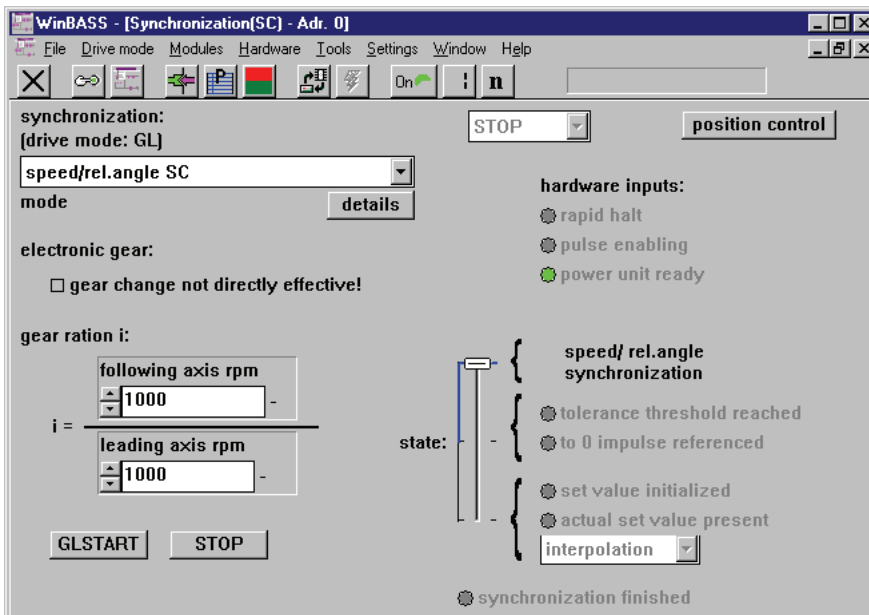 WinBASS - [Synchronization(SC) - Adr. 0]
File Drive mode Modules Hardware Tools Settings Window Help
P On n
synchronization:
(drive mode: GL)
STOP
position control
speed/rel.angle SC
mode
details
hardware inputs:
rapid halt
pulse enabling
power unit ready
electronic gear:
gear change not directly effective!
gear ration i:
following axis rpm
1000 -
i =
leading axis rpm
1000 -
GLSTART
STOP
state:
speed/ rel.angle
synchronization
tolerance threshold reached
to 0 impulse referenced
set value initialized
actual set value present
interpolation
synchronization finished